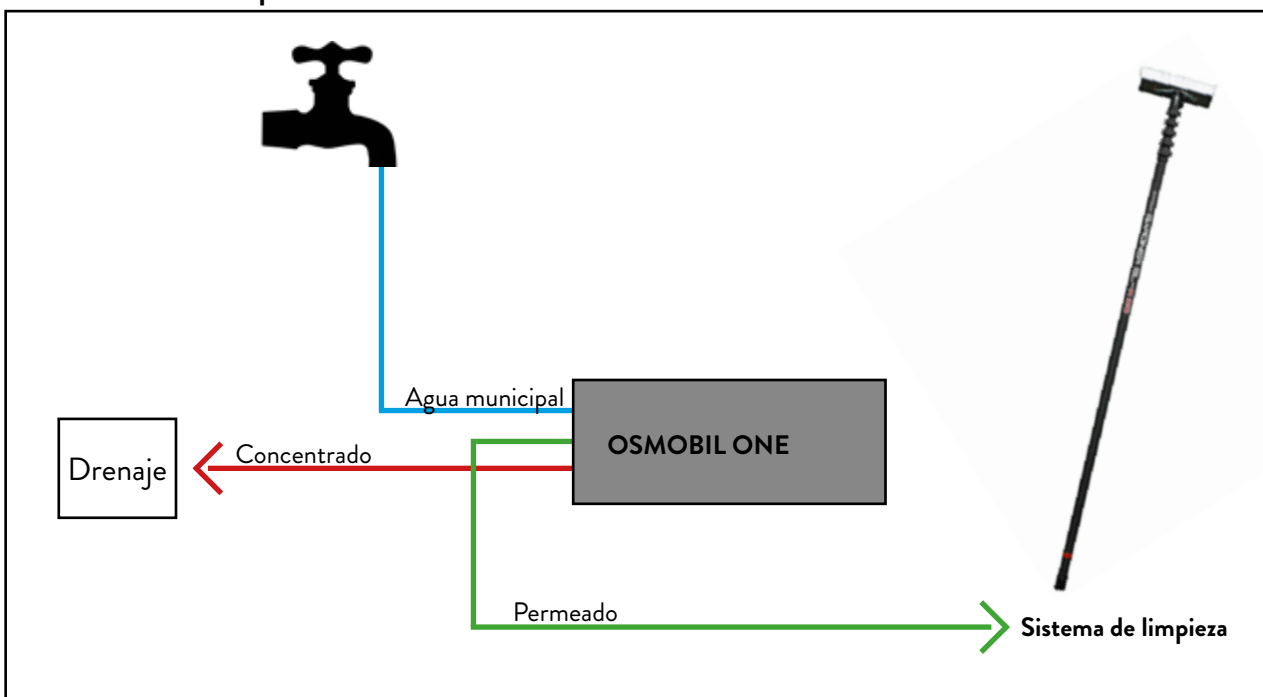 Agua municipal
OSMOBIL ONE
Concentrado
Drenaje
Permeado
Sistema de limpieza